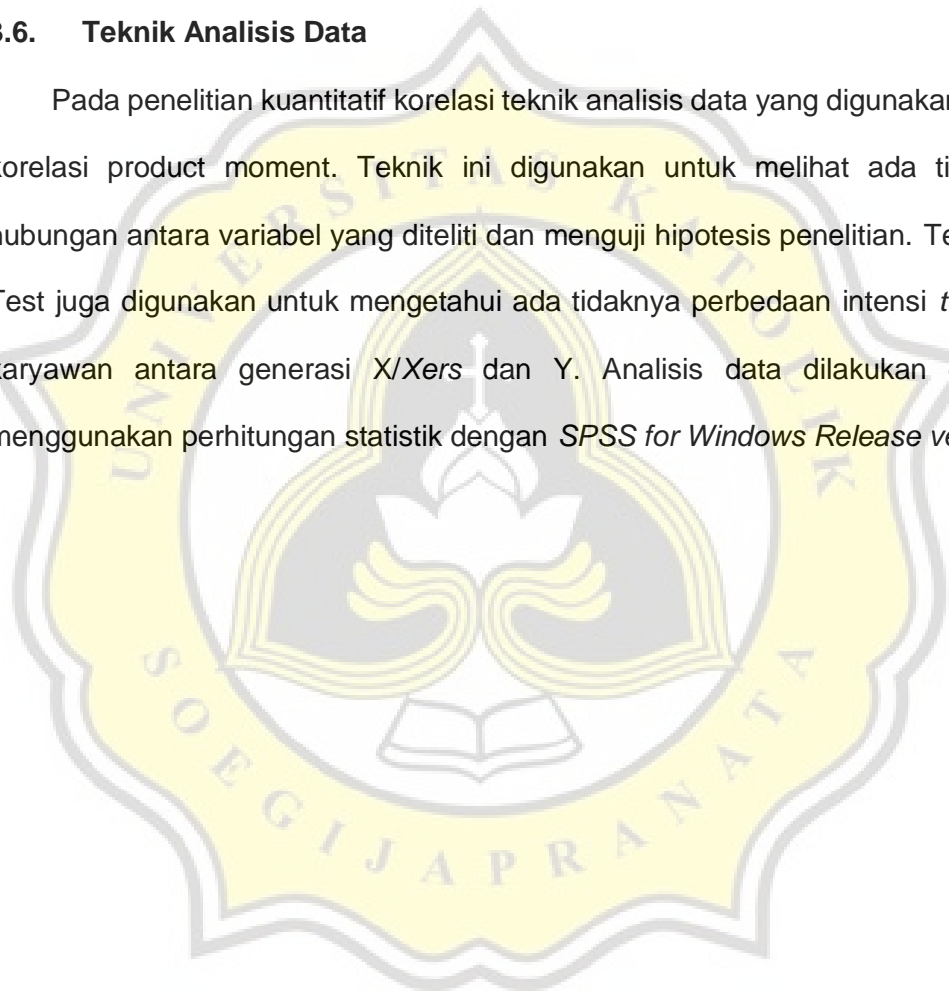 3.6. Teknik Analisis Data
Pada penelitian kuantitatif korelasi teknik analisis data yang digunakan
korelasi product moment. Teknik ini digunakan untuk melihat ada
hubungan antara variabel yang diteliti dan menguji hipotesis penelitian.
Test juga digunakan untuk mengetahui ada tidaknya perbedaan intensi
karyawan antara generasi X/Xers dan Y. Analisis data dilakukan
menggunakan perhitungan statistik dengan SPSS for Windows Release
UNIVERSITAS KATOLIK
SOEGIJAPRANATA